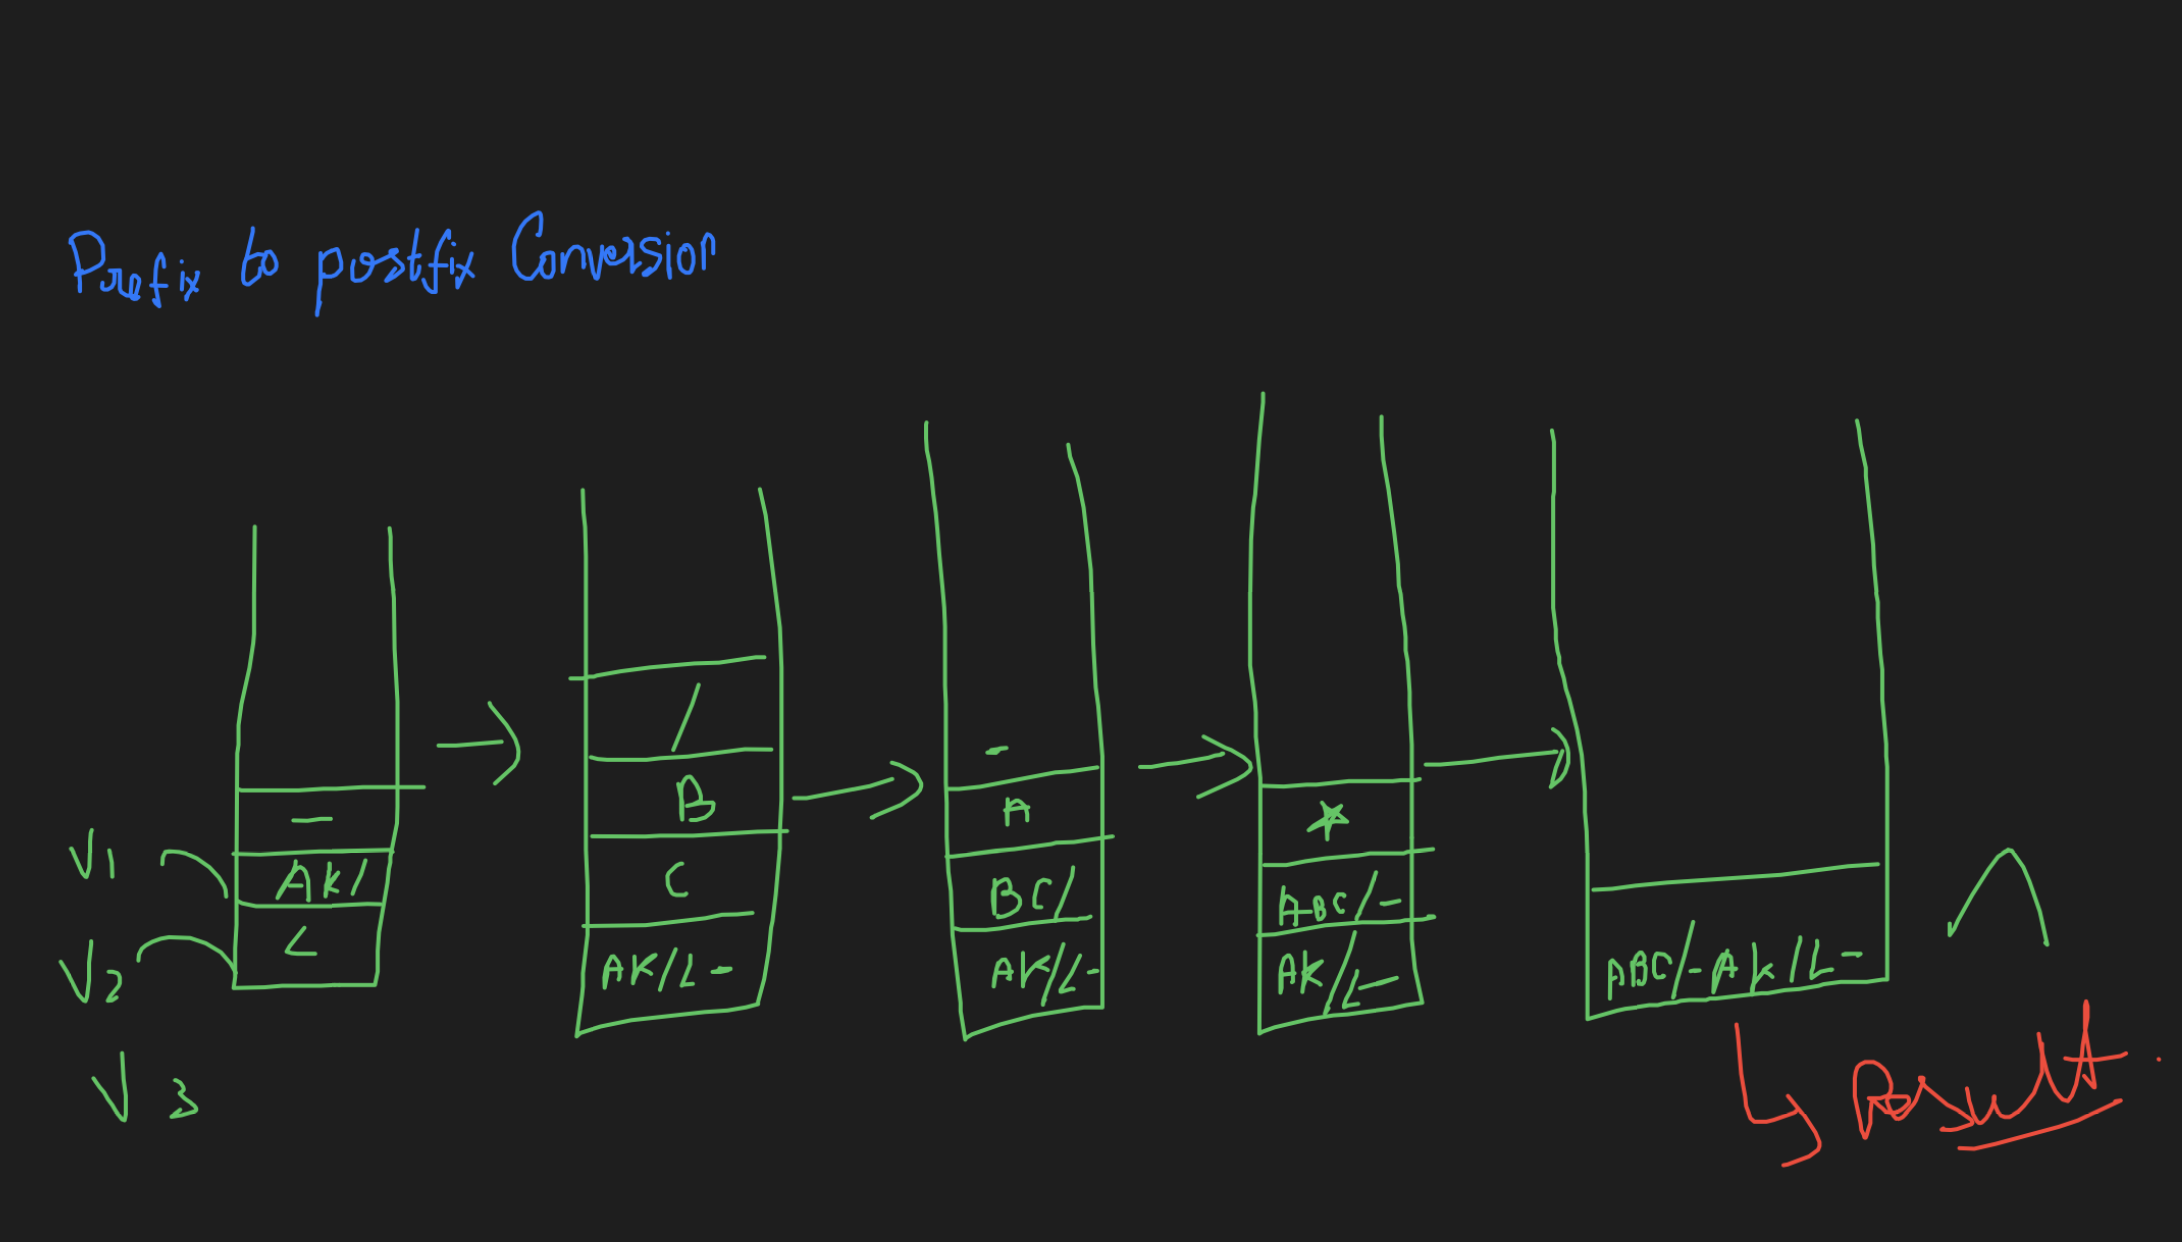 Prefix to postfix Conversion
V1
V2
V3
-
AK/
L
/
B
C
AK/L-
-
A
BC/
AK/L-
*
ABC/-
AK/L-
ABC/-AK/L-
Result.